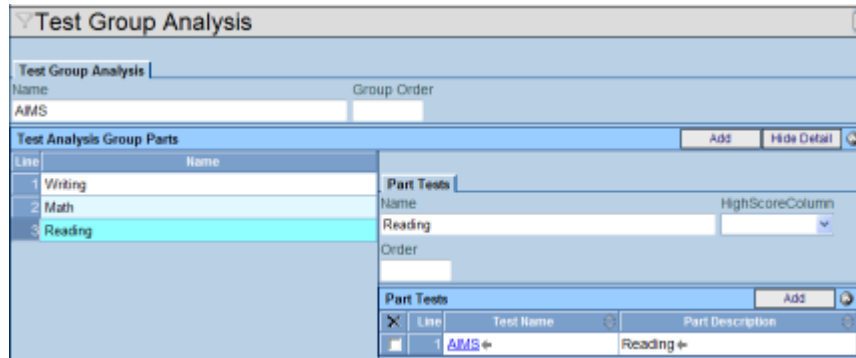 Test Group Analysis
Test Group Analysis
Name Group Order
AIMS
Test Analysis Group Parts Add Hide Detail
Line Name
1 Writing
2 Math
3 Reading
Part Tests
Name HighScoreColumn
Reading
Order
Part Tests Add
X Line Test Name Part Description
1 AIMS Reading